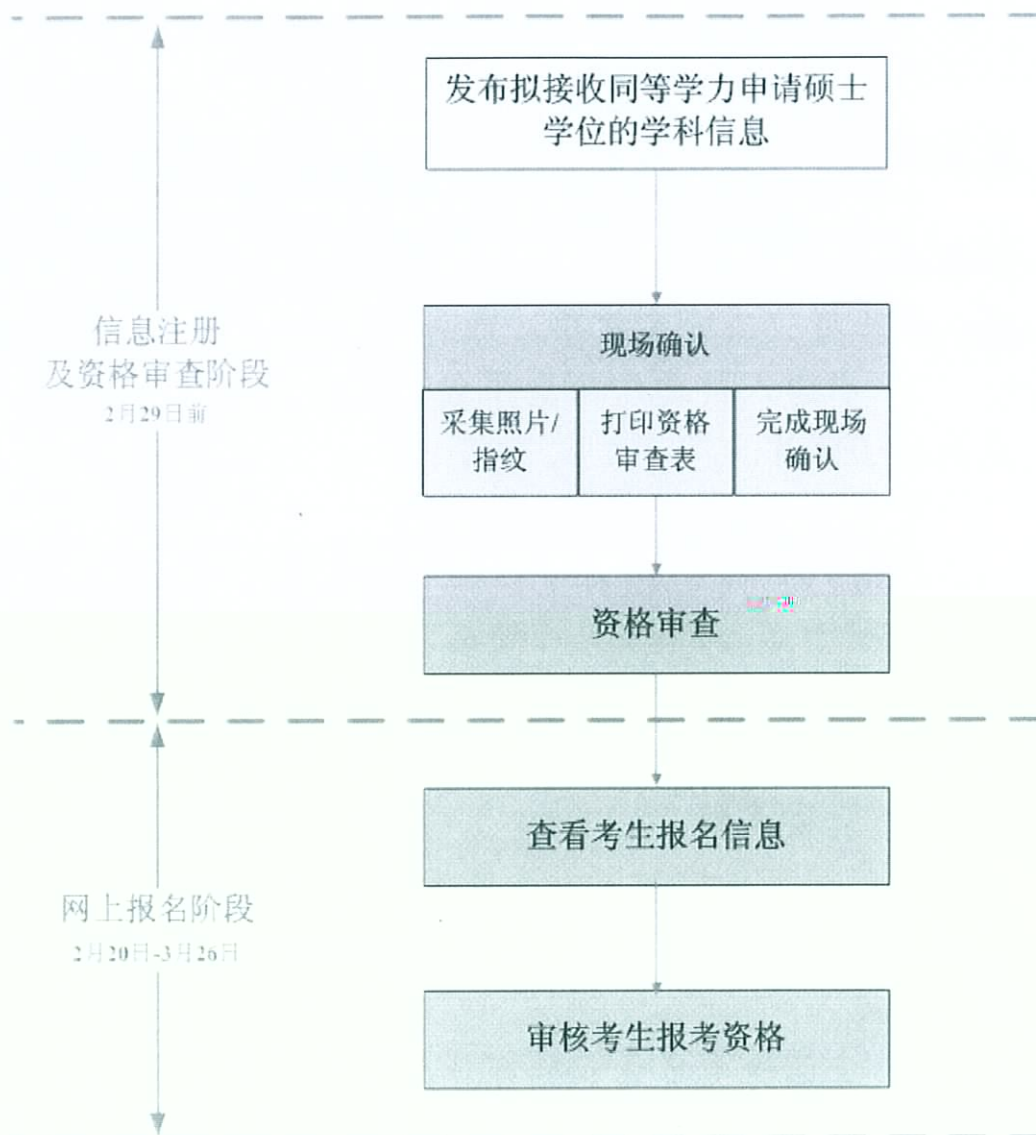 发布拟接收同等学力申请硕士
学位的学科信息
信息注册
及资格审查阶段
2月29日前
现场确认
采集照片/
指纹
打印资格
审查表
完成现场
确认
资格审查
查看考生报名信息
网上报名阶段
2月20日-3月26日
审核考生报考资格